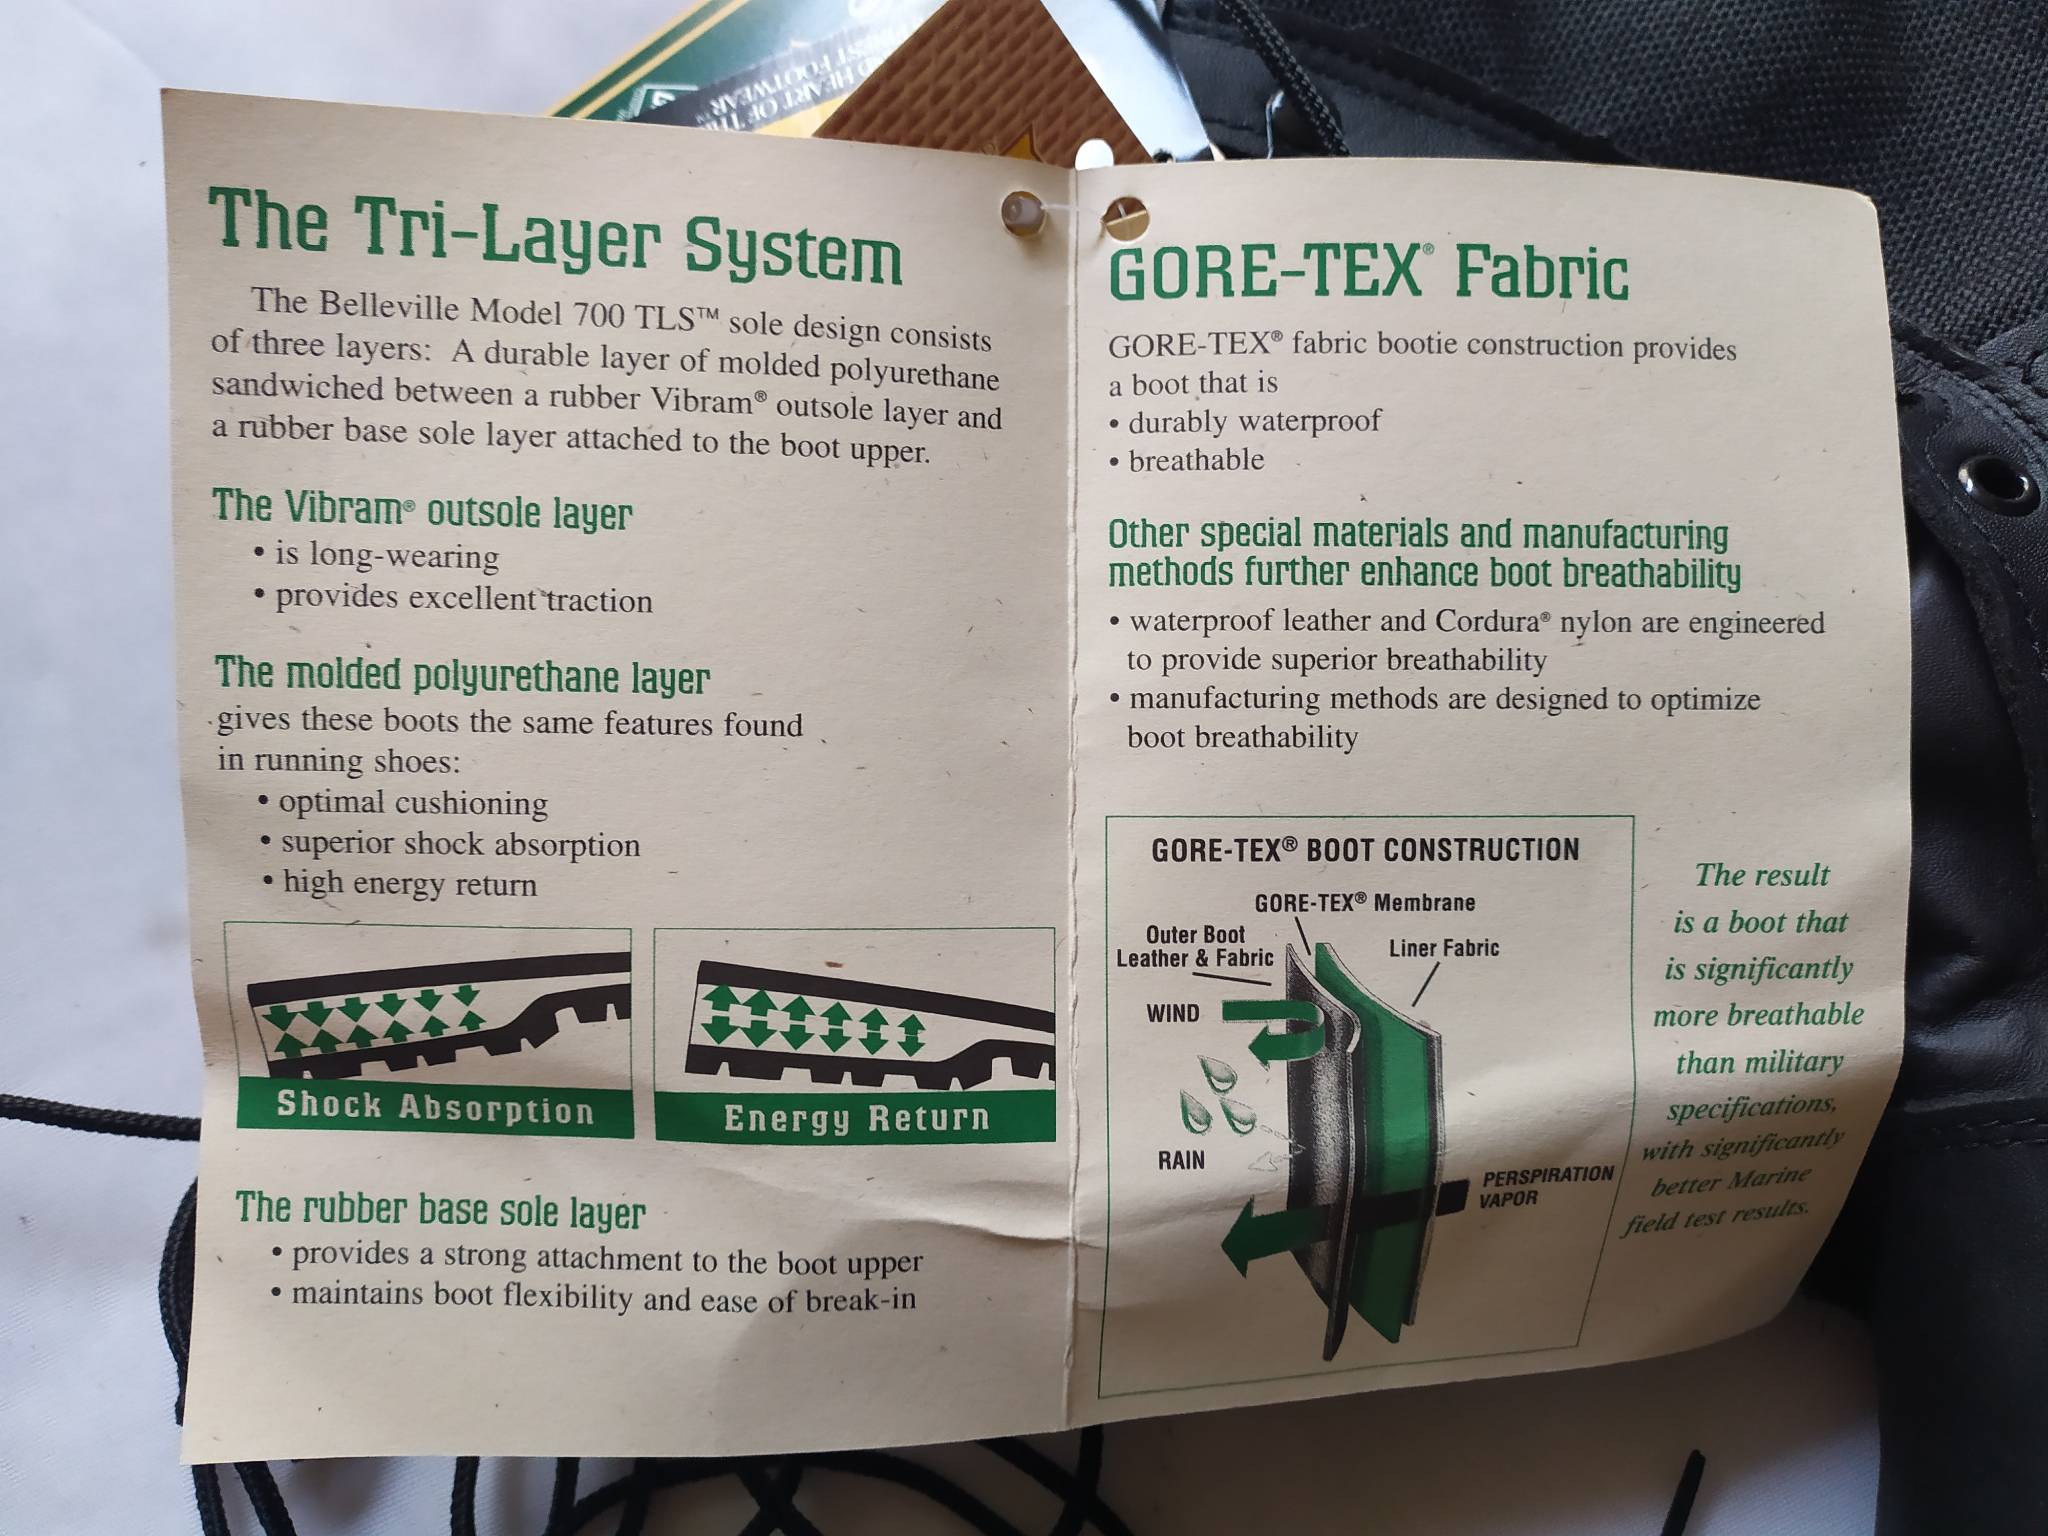 HEART OF TH
ST FOOTWEAR
The Tri-Layer System
The Belleville Model 700 TLS™ sole design consists
of three layers: A durable layer of molded polyurethane
sandwiched between a rubber Vibram® outsole layer and
a rubber base sole layer attached to the boot upper.
The Vibram® outsole layer
• is long-wearing
• provides excellent traction
The molded polyurethane layer
gives these boots the same features found
in running shoes:
• optimal cushioning
• superior shock absorption
• high energy return
Shock Absorption
Energy Return
The rubber base sole layer
• provides a strong attachment to the boot upper
• maintains boot flexibility and ease of break-in
GORE-TEX® Fabric
GORE-TEX® fabric bootie construction provides
a boot that is
• durably waterproof
• breathable
Other special materials and manufacturing
methods further enhance boot breathability
• waterproof leather and Cordura® nylon are engineered
to provide superior breathability
• manufacturing methods are designed to optimize
boot breathability
GORE-TEX® BOOT CONSTRUCTION
GORE-TEX® Membrane
Outer Boot
Leather & Fabric
Liner Fabric
WIND
RAIN
PERSPIRATION
VAPOR
The result
is a boot that
is significantly
more breathable
than military
specifications,
with significantly
better Marine
field test results.